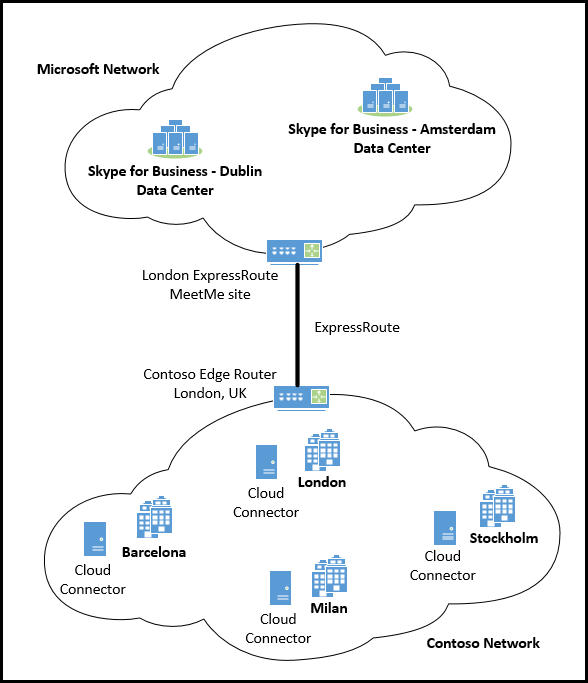 Microsoft Network
Skype for Business - Amsterdam
Data Center
Skype for Business - Dublin
Data Center
London ExpressRoute
MeetMe site
ExpressRoute
Contoso Edge Router
London, UK
London
Cloud
Connector
Barcelona
Cloud
Connector
Stockholm
Cloud
Connector
Milan
Cloud
Connector
Contoso Network